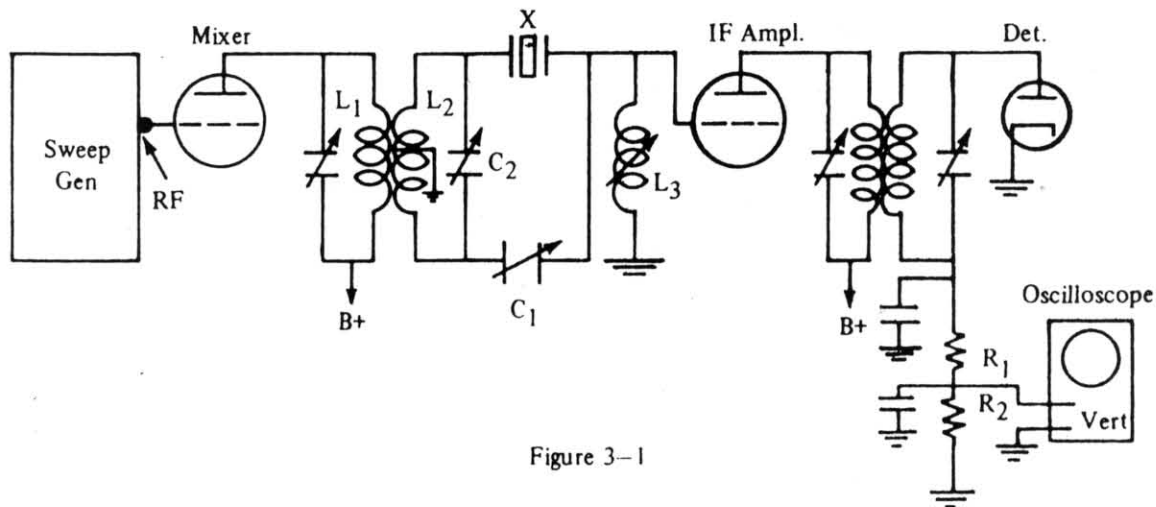 X
Mixer
IF Ampl.
Det.
L1
L2
Sweep
Gen
RF
C2
L3
B+
C1
B+
Oscilloscope
R1
R2
Vert
Figure 3-1